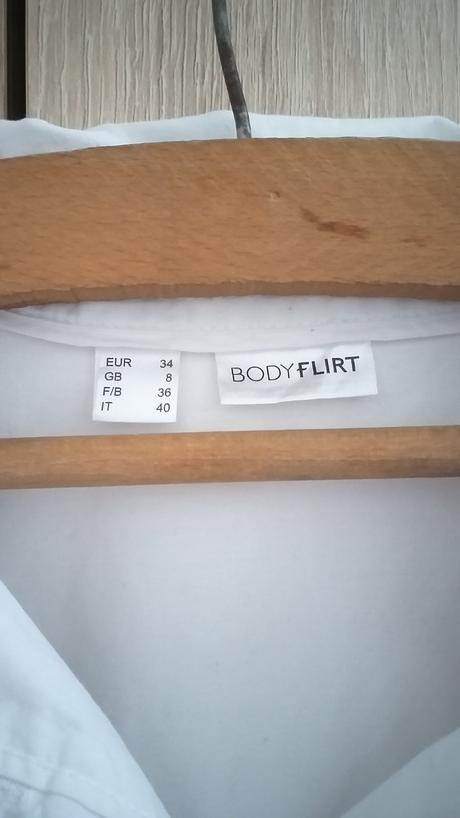 EUR 34
GB 8
F/B 36
IT 40
BODYFLIRT